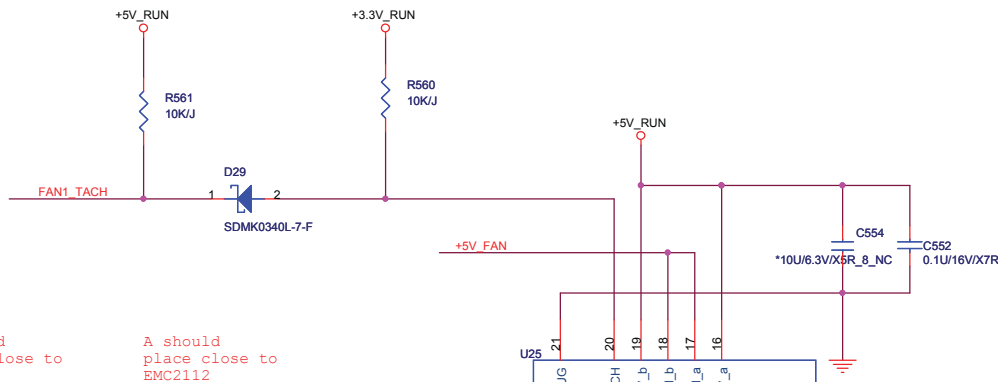 +5V_RUN
+3.3V_RUN
R561
10K/J
R560
10K/J
+5V_RUN
D29
FAN1_TACH
1
2
SDMK0340L-7-F
C554
*10U/6.3V/X5R_8_NC
C552
0.1U/16V/X7R
+5V_FAN
21
20
19
18
17
16
U25
lose to
A should
place close to
EMC2112